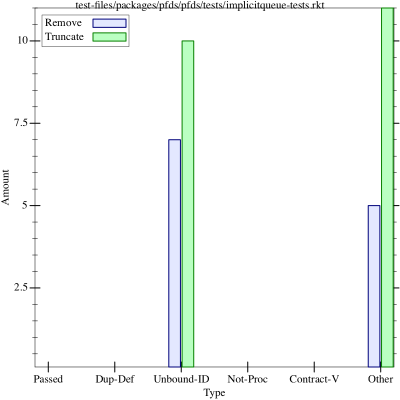 test-files/packages/pfds/pfds/tests/implicitqueue-tests.rkt
Remove
Truncate
10
7.5
5
2.5
Amount
Passed Dup-Def Unbound-ID Not-Proc Contract-V Other
Type